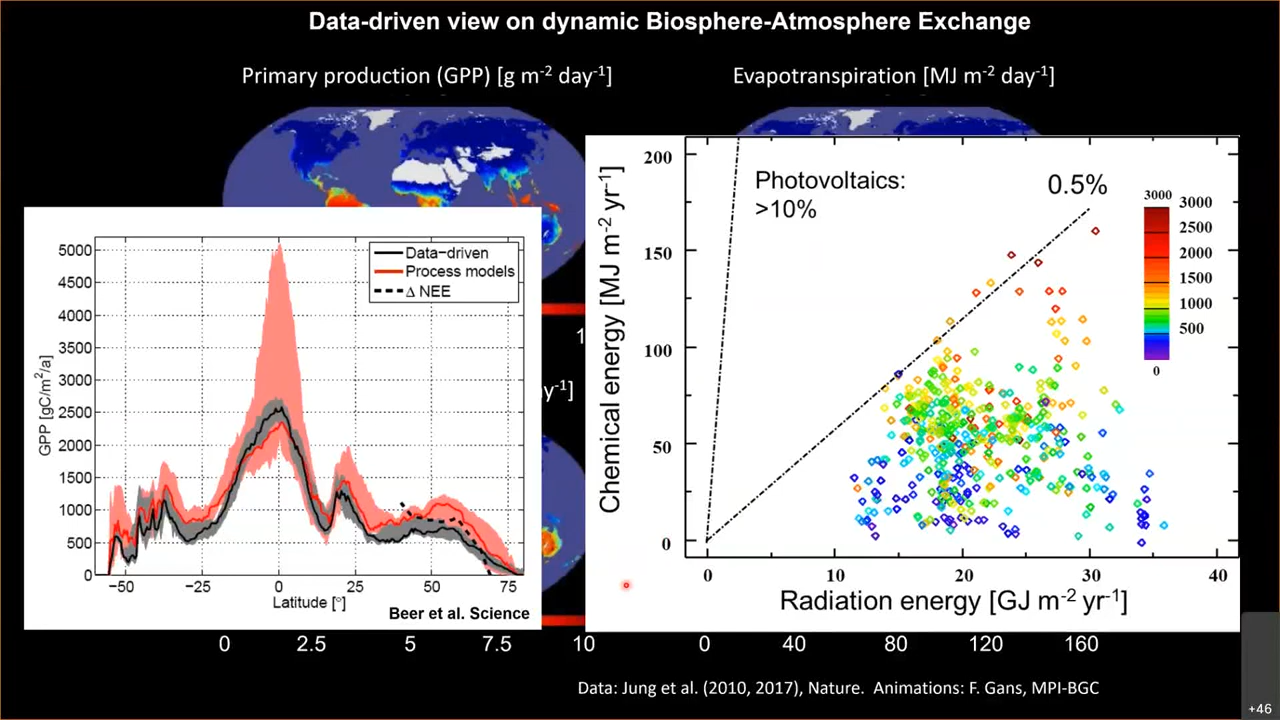 Data-driven view on dynamic Biosphere-Atmosphere Exchange
Primary production (GPP) [g m-2 day-1]
Evapotranspiration [MJ m-2 day-1]
5000
4500
4000
3500
3000
2500
2000
1500
1000
500
0
GPP [gC/m²/a]
Data−driven
Process models
Δ NEE
−50
−25
0
25
50
75
Latitude [°]
Beer et al. Science
1
ay-1]
200
150
100
50
0
Chemical energy [MJ m-2 yr-1]
Photovoltaics:
>10%
0.5%
3000
3000
2500
2000
1500
1000
500
0
0
10
20
30
40
Radiation energy [GJ m-2 yr-1]
0 2.5 5 7.5 10
0 40 80 120 160
Data: Jung et al. (2010, 2017), Nature. Animations: F. Gans, MPI-BGC
+46